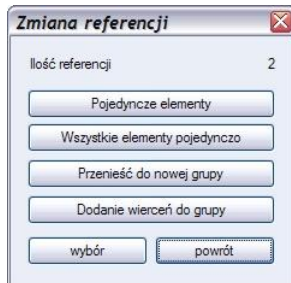 Zmiana referencji
Ilość referencji 2
Pojedyncze elementy
Wszystkie elementy pojedynczo
Przenieść do nowej grupy
Dodanie wierceń do grupy
wybór powrót